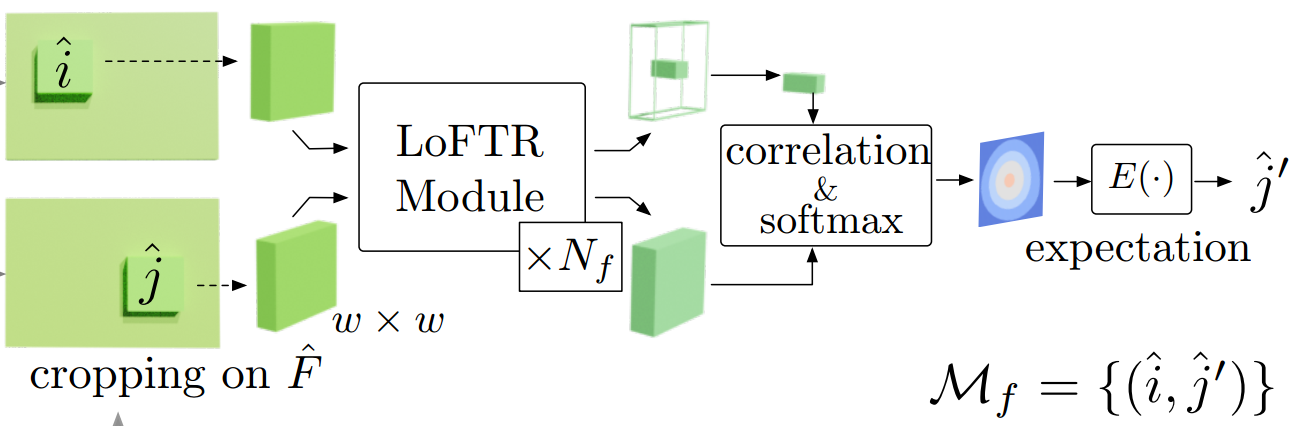 î
LoFTR
Module
×N_f
correlation
&
softmax
E(·)
ĵ′
expectation
ĵ
w × w
cropping on F̂
ℳ_f = {(î, ĵ′)}